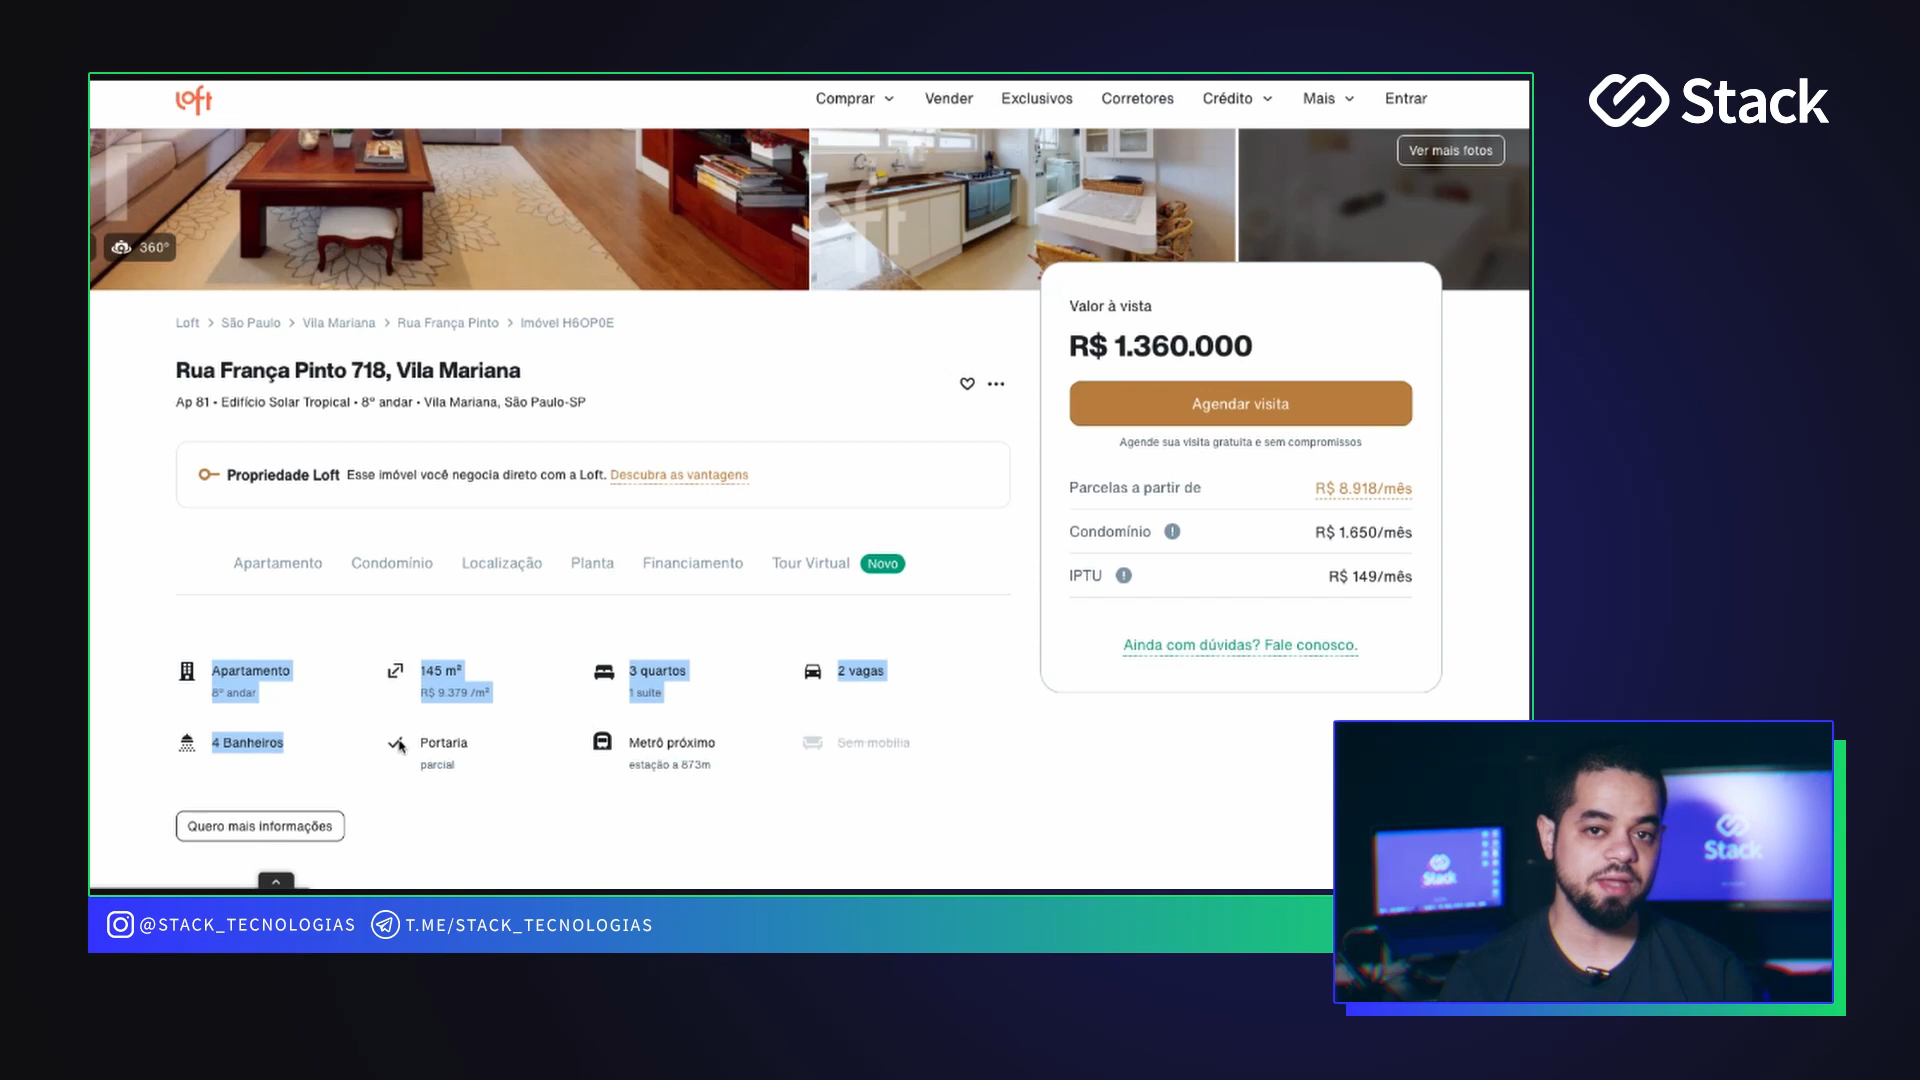 Stack
Loft
Comprar
Vender
Exclusivos
Corretores
Crédito
Mais
Entrar
Ver mais fotos
360°
Loft > São Paulo > Vila Mariana > Rua França Pinto > Imóvel H6OP0E
Rua França Pinto 718, Vila Mariana
Ap 81 • Edifício Solar Tropical • 8º andar • Vila Mariana, São Paulo-SP
Propriedade Loft Esse imóvel você negocia direto com a Loft. Descubra as vantagens
Apartamento
Condomínio
Localização
Planta
Financiamento
Tour Virtual
Novo
Apartamento
8º andar
145 m²
R$ 9.379 /m²
3 quartos
1 suíte
2 vagas
4 Banheiros
Portaria
parcial
Metrô próximo
estação a 873m
Sem mobília
Quero mais informações
Valor à vista
R$ 1.360.000
Agendar visita
Agende sua visita gratuita e sem compromissos
Parcelas a partir de R$ 8.918/mês
Condomínio R$ 1.650/mês
IPTU R$ 149/mês
Ainda com dúvidas? Fale conosco.
Stack
Stack
@STACK_TECNOLOGIAS
T.ME/STACK_TECNOLOGIAS